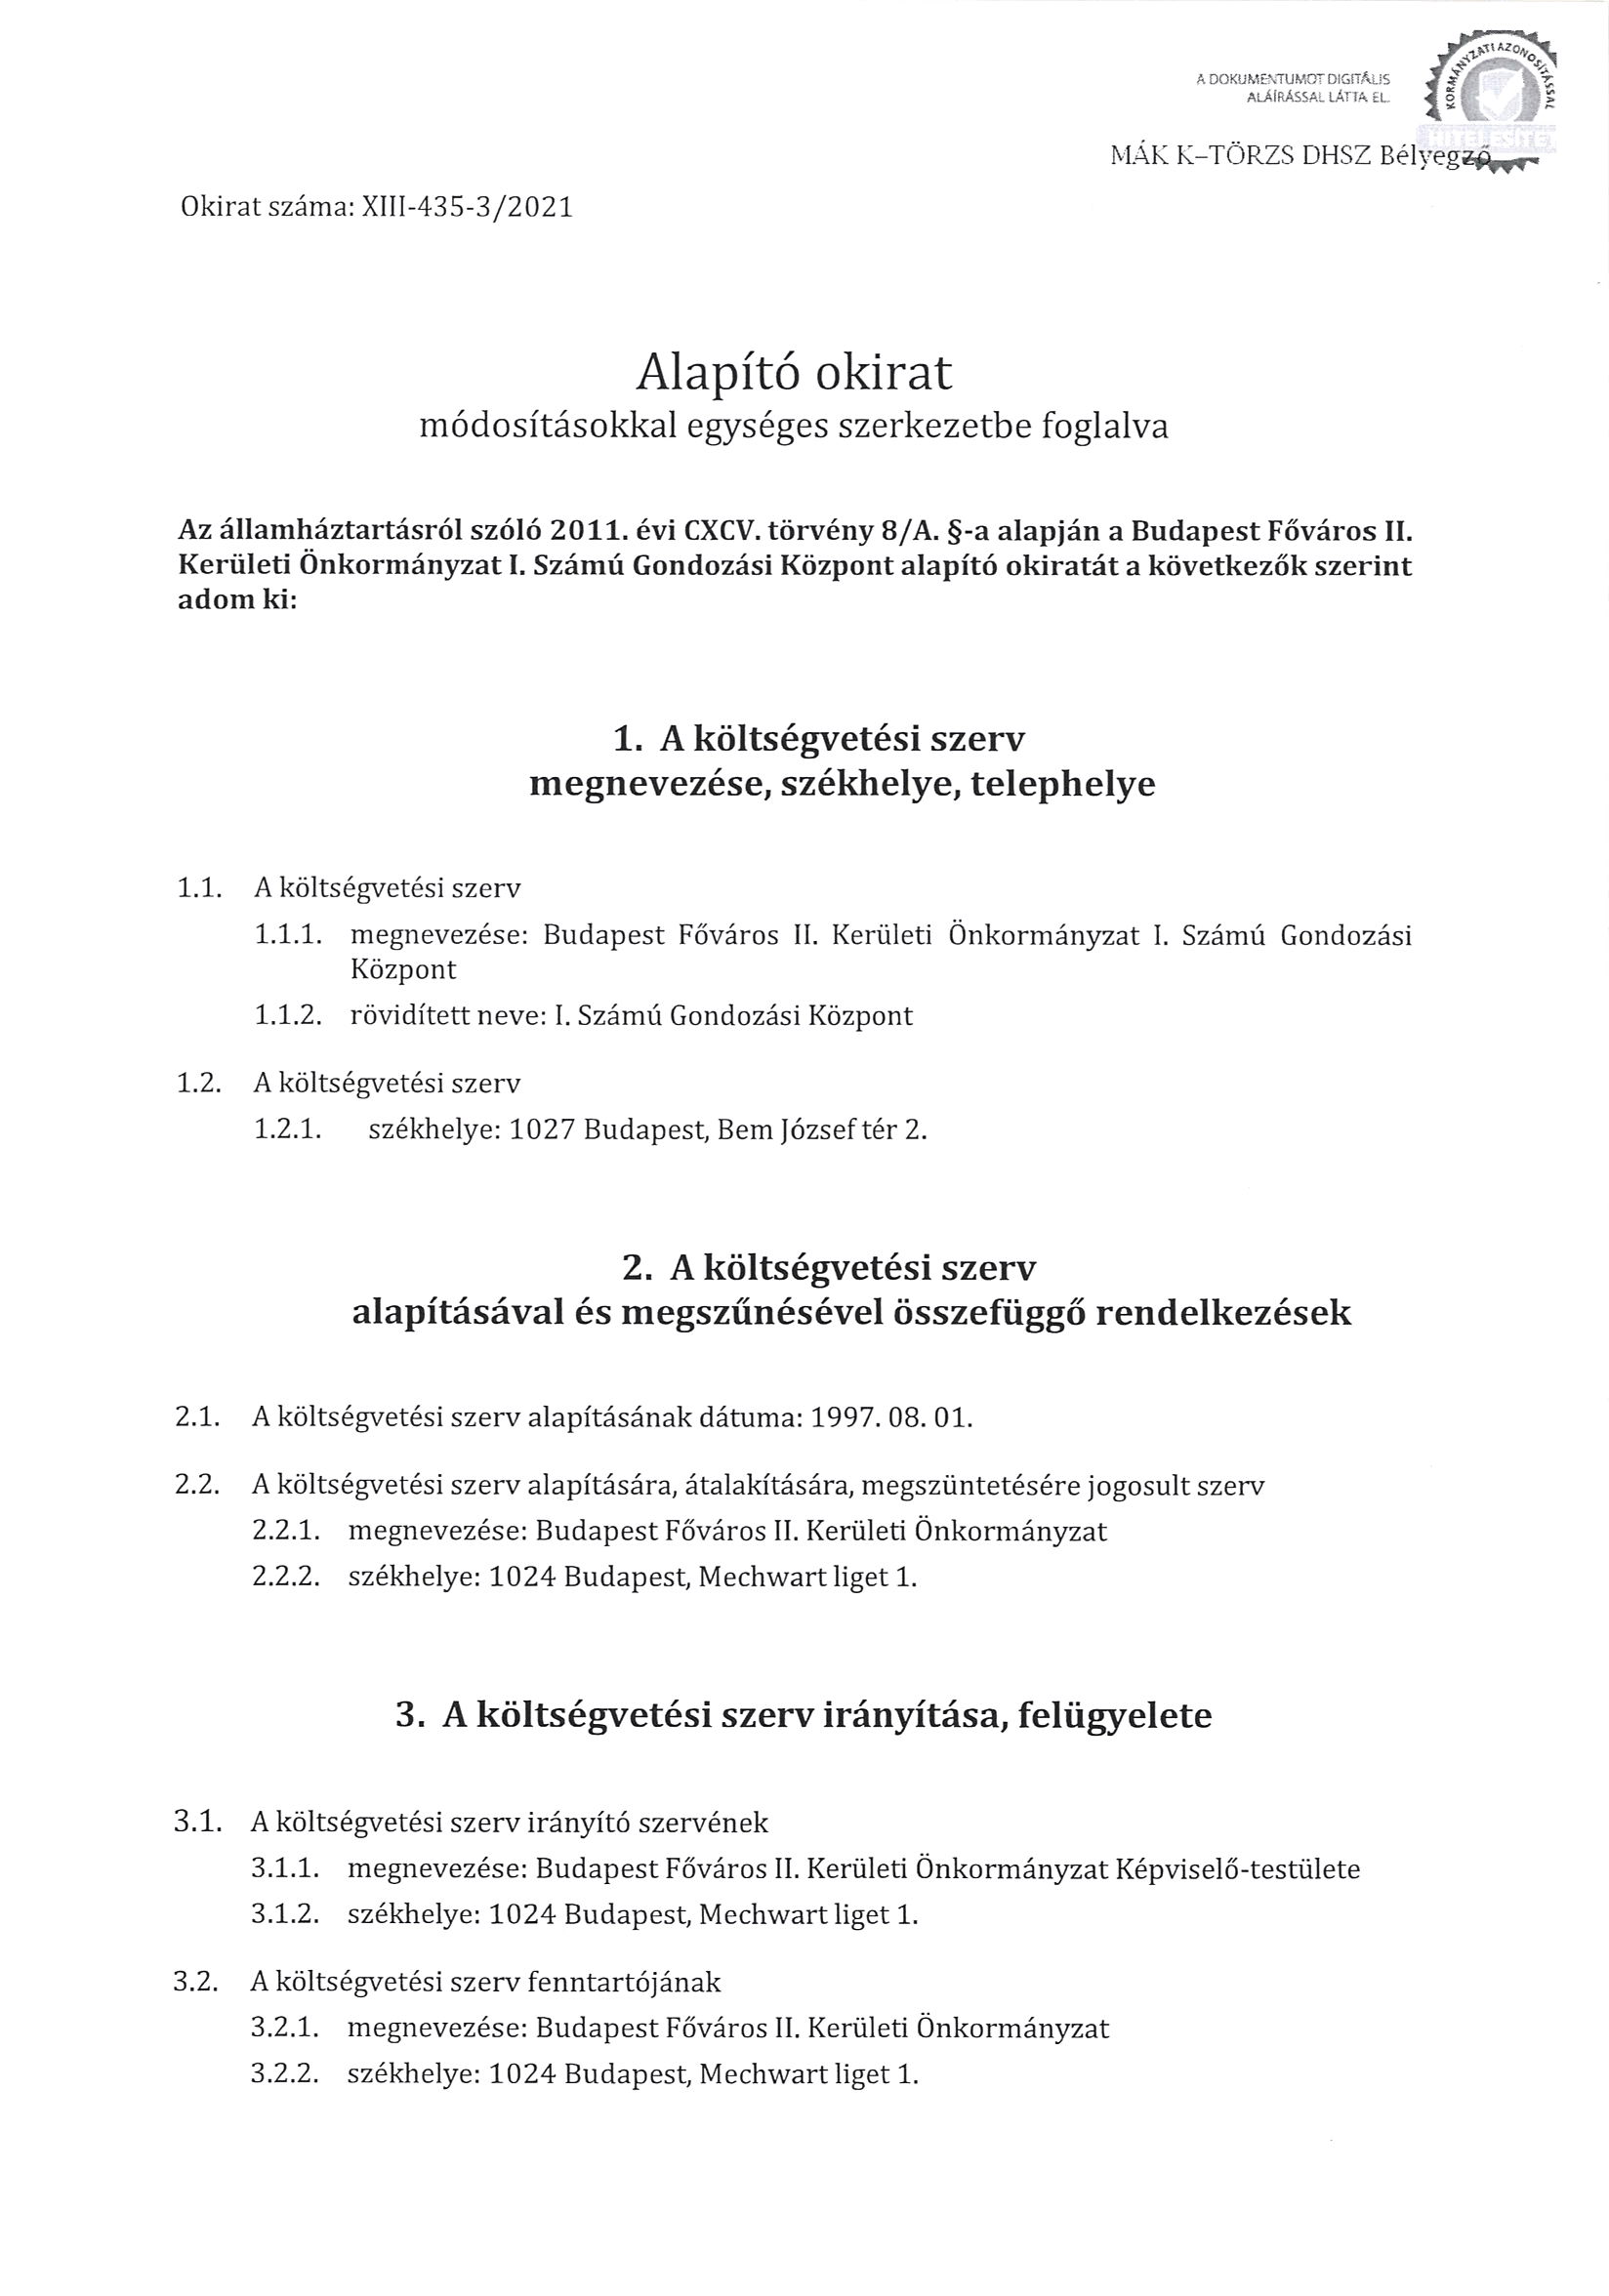 A DOKUMENTUMOT DIGITÁLIS
ALÁÍRÁSSAL LÁTTA EL
KORMÁNYZATI AZONOSÍTÁSSAL
HITELESÍTET
MÁK K–TÖRZS DHSZ Bélyegző
Okirat száma: XIII-435-3/2021
Alapító okirat
módosításokkal egységes szerkezetbe foglalva
Az államháztartásról szóló 2011. évi CXCV. törvény 8/A. §-a alapján a Budapest Főváros II.
Kerületi Önkormányzat I. Számú Gondozási Központ alapító okiratát a következők szerint
adom ki:
1. A költségvetési szerv
megnevezése, székhelye, telephelye
1.1. A költségvetési szerv
1.1.1. megnevezése: Budapest Főváros II. Kerületi Önkormányzat I. Számú Gondozási
Központ
1.1.2. rövidített neve: I. Számú Gondozási Központ
1.2. A költségvetési szerv
1.2.1. székhelye: 1027 Budapest, Bem József tér 2.
2. A költségvetési szerv
alapításával és megszűnésével összefüggő rendelkezések
2.1. A költségvetési szerv alapításának dátuma: 1997. 08. 01.
2.2. A költségvetési szerv alapítására, átalakítására, megszüntetésére jogosult szerv
2.2.1. megnevezése: Budapest Főváros II. Kerületi Önkormányzat
2.2.2. székhelye: 1024 Budapest, Mechwart liget 1.
3. A költségvetési szerv irányítása, felügyelete
3.1. A költségvetési szerv irányító szervének
3.1.1. megnevezése: Budapest Főváros II. Kerületi Önkormányzat Képviselő-testülete
3.1.2. székhelye: 1024 Budapest, Mechwart liget 1.
3.2. A költségvetési szerv fenntartójának
3.2.1. megnevezése: Budapest Főváros II. Kerületi Önkormányzat
3.2.2. székhelye: 1024 Budapest, Mechwart liget 1.